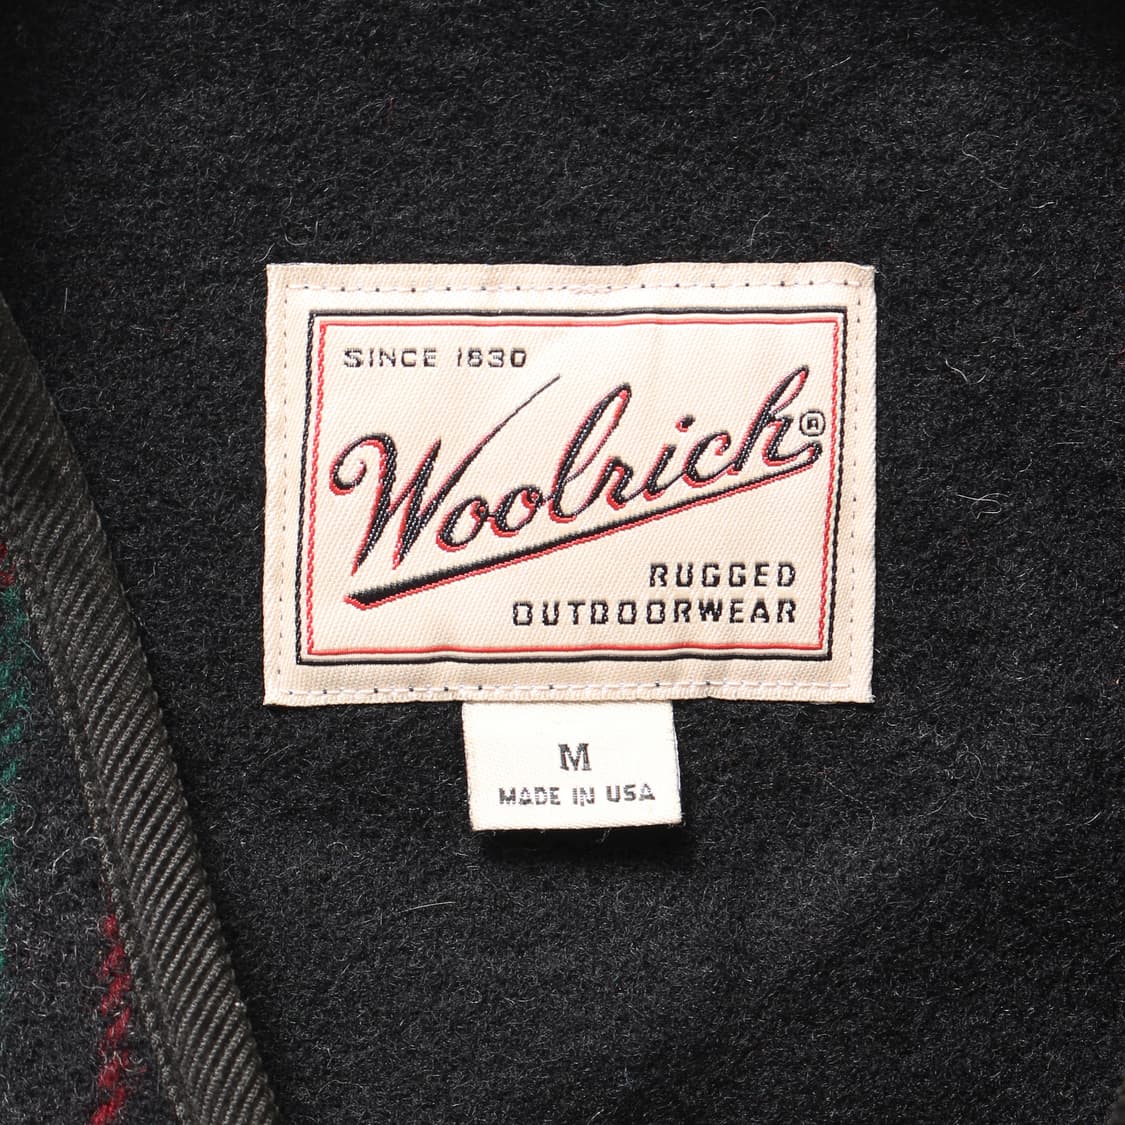 SINCE 1830
Woolrich®
RUGGED
OUTDOORWEAR
M
MADE IN USA